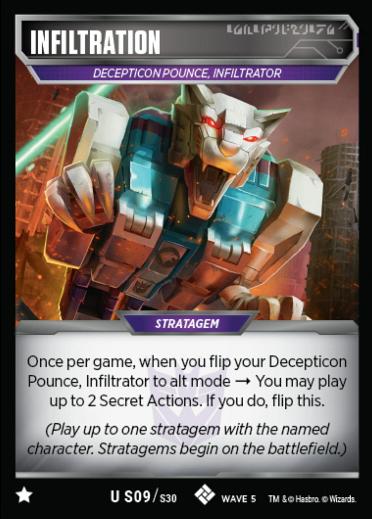 INFILTRATION
DECEPTICON POUNCE, INFILTRATOR
STRATAGEM
Once per game, when you flip your Decepticon
Pounce, Infiltrator to alt mode → You may play
up to 2 Secret Actions. If you do, flip this.
(Play up to one stratagem with the named
character. Stratagems begin on the battlefield.)
U S09/S30 WAVE 5 TM & © Hasbro. © Wizards.